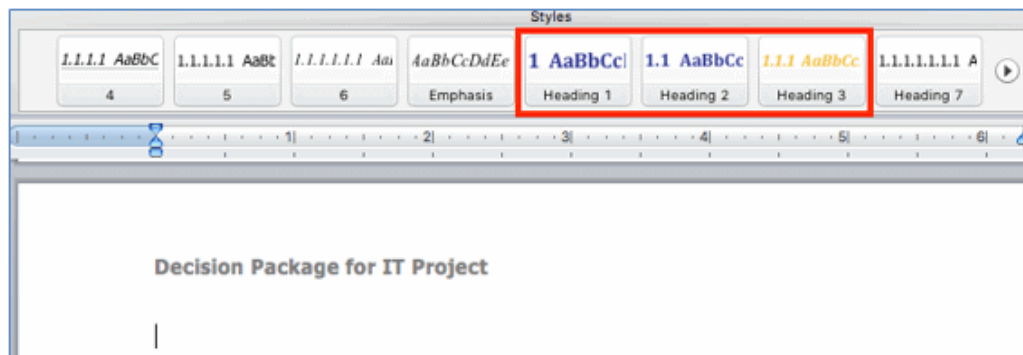 Styles
1.1.1.1 AaBbC 1.1.1.1.1 AaBb 1.1.1.1.1.1 Aa AaBbCcDdEe 1 AaBbCc 1.1 AaBbCc 1.1.1 AaBbCc 1.1.1.1.1.1.1 A
4 5 6 Emphasis Heading 1 Heading 2 Heading 3 Heading 7
1 2 3 4 5 6
Decision Package for IT Project